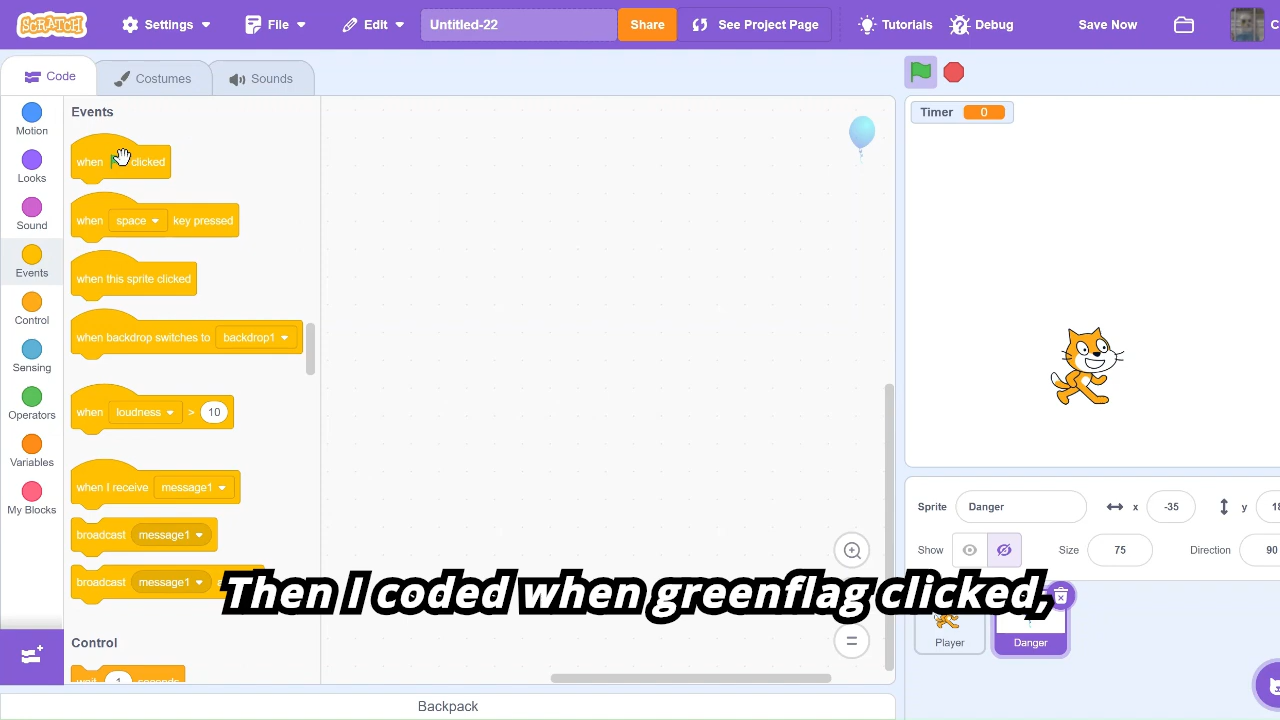 SCRATCH
Settings
File
Edit
Untitled-22
Share
See Project Page
Tutorials
Debug
Save Now
Code
Costumes
Sounds
Motion
Looks
Sound
Events
Control
Sensing
Operators
Variables
My Blocks
Events
when clicked
when space key pressed
when this sprite clicked
when backdrop switches to backdrop1
when loudness > 10
when I receive message1
broadcast message1
broadcast message1
Control
wait 1 seconds
Timer 0
Sprite Danger x -35 y
Show Size 75 Direction 90
Player
Danger
Then I coded when greenflag clicked,
Backpack